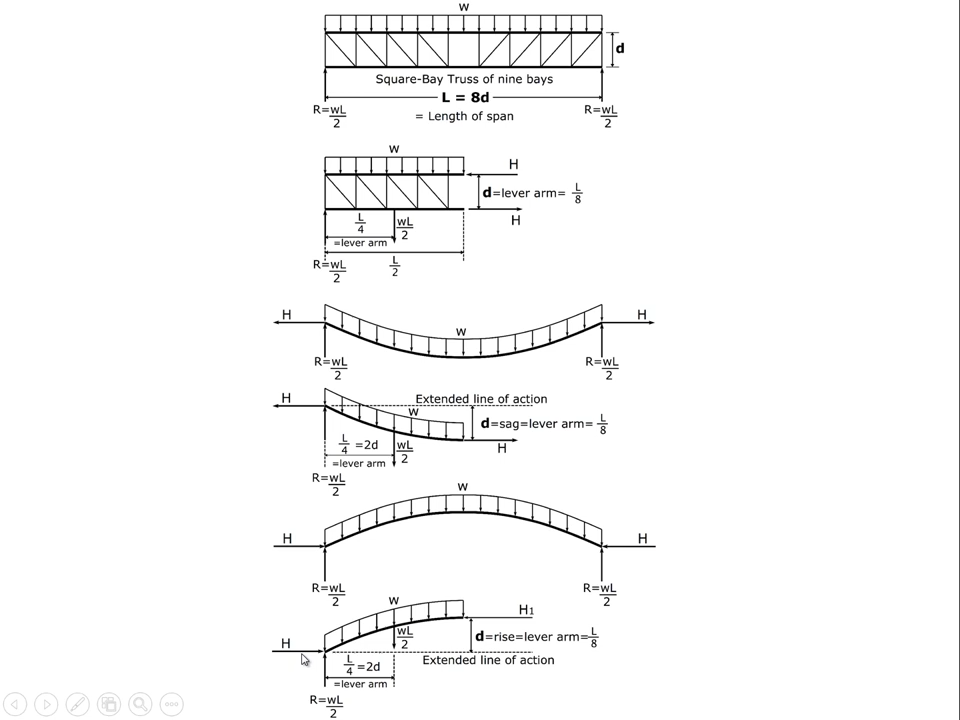 w
d
Square-Bay Truss of nine bays
L = 8d
R=wL/2
R=wL/2
= Length of span
w
H
d=lever arm= L/8
H
L/4
wL/2
=lever arm
R=wL/2
L/2
H
H
w
R=wL/2
R=wL/2
H
Extended line of action
w
d=sag=lever arm= L/8
L/4 =2d
wL/2
H
=lever arm
R=wL/2
w
H
H
R=wL/2
R=wL/2
w
H1
wL/2
d=rise=lever arm=L/8
H
Extended line of action
L/4 =2d
=lever arm
R=wL/2